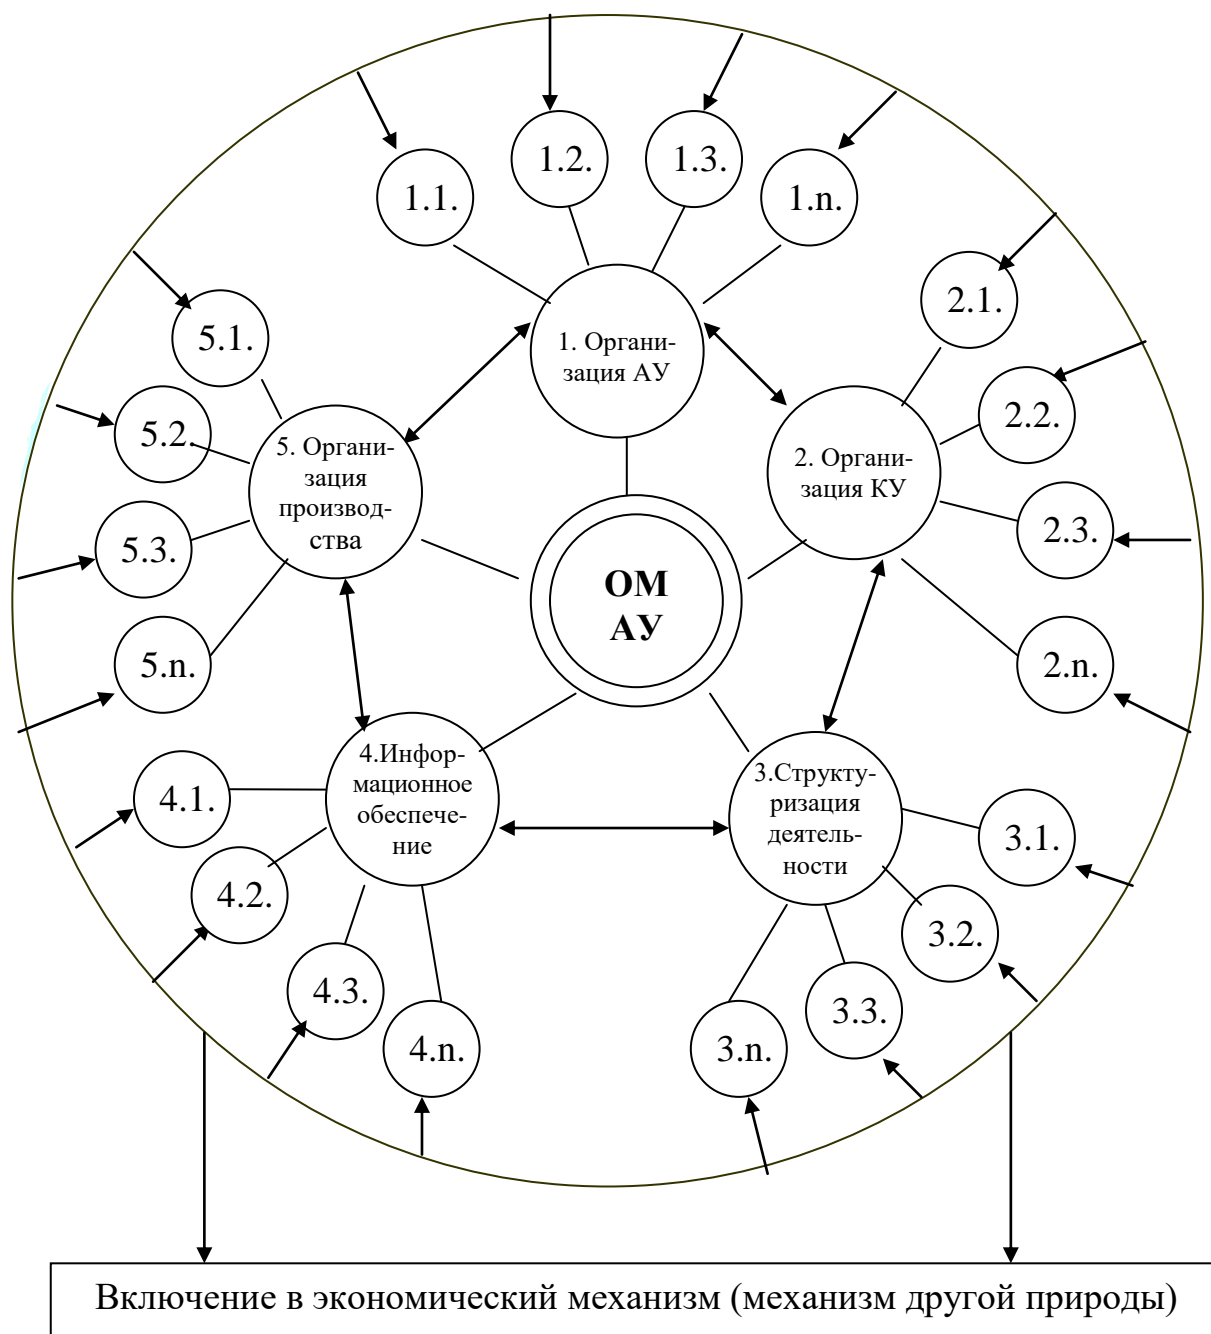 1.1.
1.2.
1.3.
1.n.
1. Органи-
зация АУ
2.1.
2.2.
2.3.
2.n.
2. Органи-
зация КУ
5.1.
5.2.
5.3.
5.n.
5. Органи-
зация
производ-
ства
ОМ
АУ
4.Инфор-
мационное
обеспече-
ние
4.1.
4.2.
4.3.
4.n.
3.Структу-
ризация
деятель-
ности
3.1.
3.2.
3.3.
3.n.
Включение в экономический механизм (механизм другой природы)